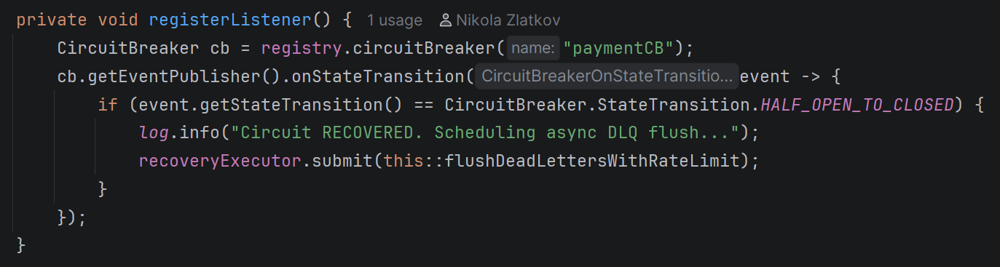 private void registerListener() { 1 usage Nikola Zlatkov
    CircuitBreaker cb = registry.circuitBreaker( name: "paymentCB");
    cb.getEventPublisher().onStateTransition( CircuitBreakerOnStateTransitio... event -> {
        if (event.getStateTransition() == CircuitBreaker.StateTransition.HALF_OPEN_TO_CLOSED) {
            log.info("Circuit RECOVERED. Scheduling async DLQ flush...");
            recoveryExecutor.submit(this::flushDeadLettersWithRateLimit);
        }
    });
}